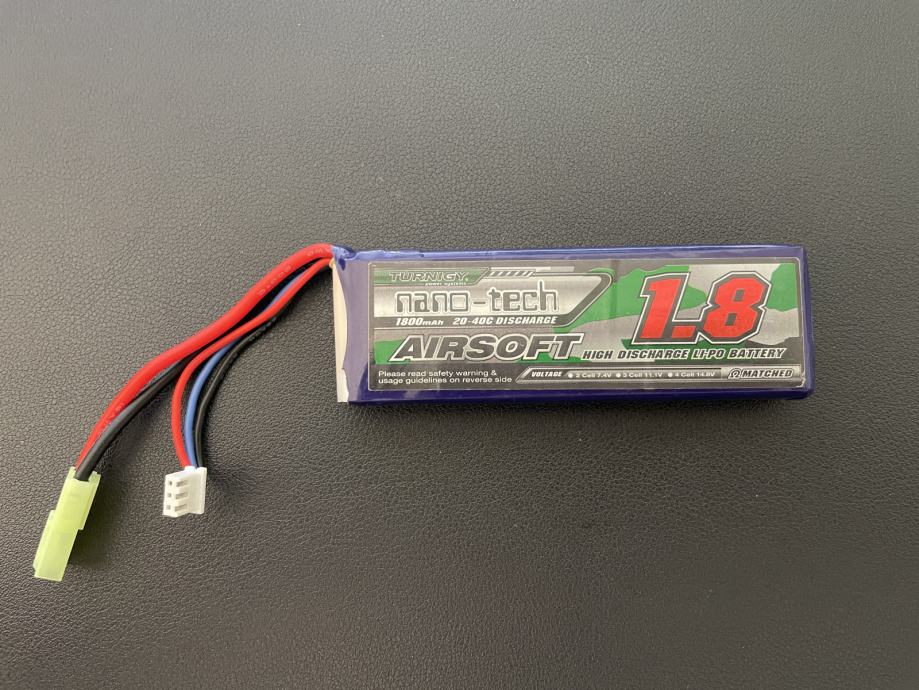 TURNIGY
power systems
nano-tech
1800mAh 20-40C DISCHARGE
1.8
AIRSOFT HIGH DISCHARGE LI-PO BATTERY
Please read safety warning &
usage guidelines on reverse side
VOLTAGE 2 Cell 7.4V 3 Cell 11.1V 4 Cell 14.8V
Ω MATCHED